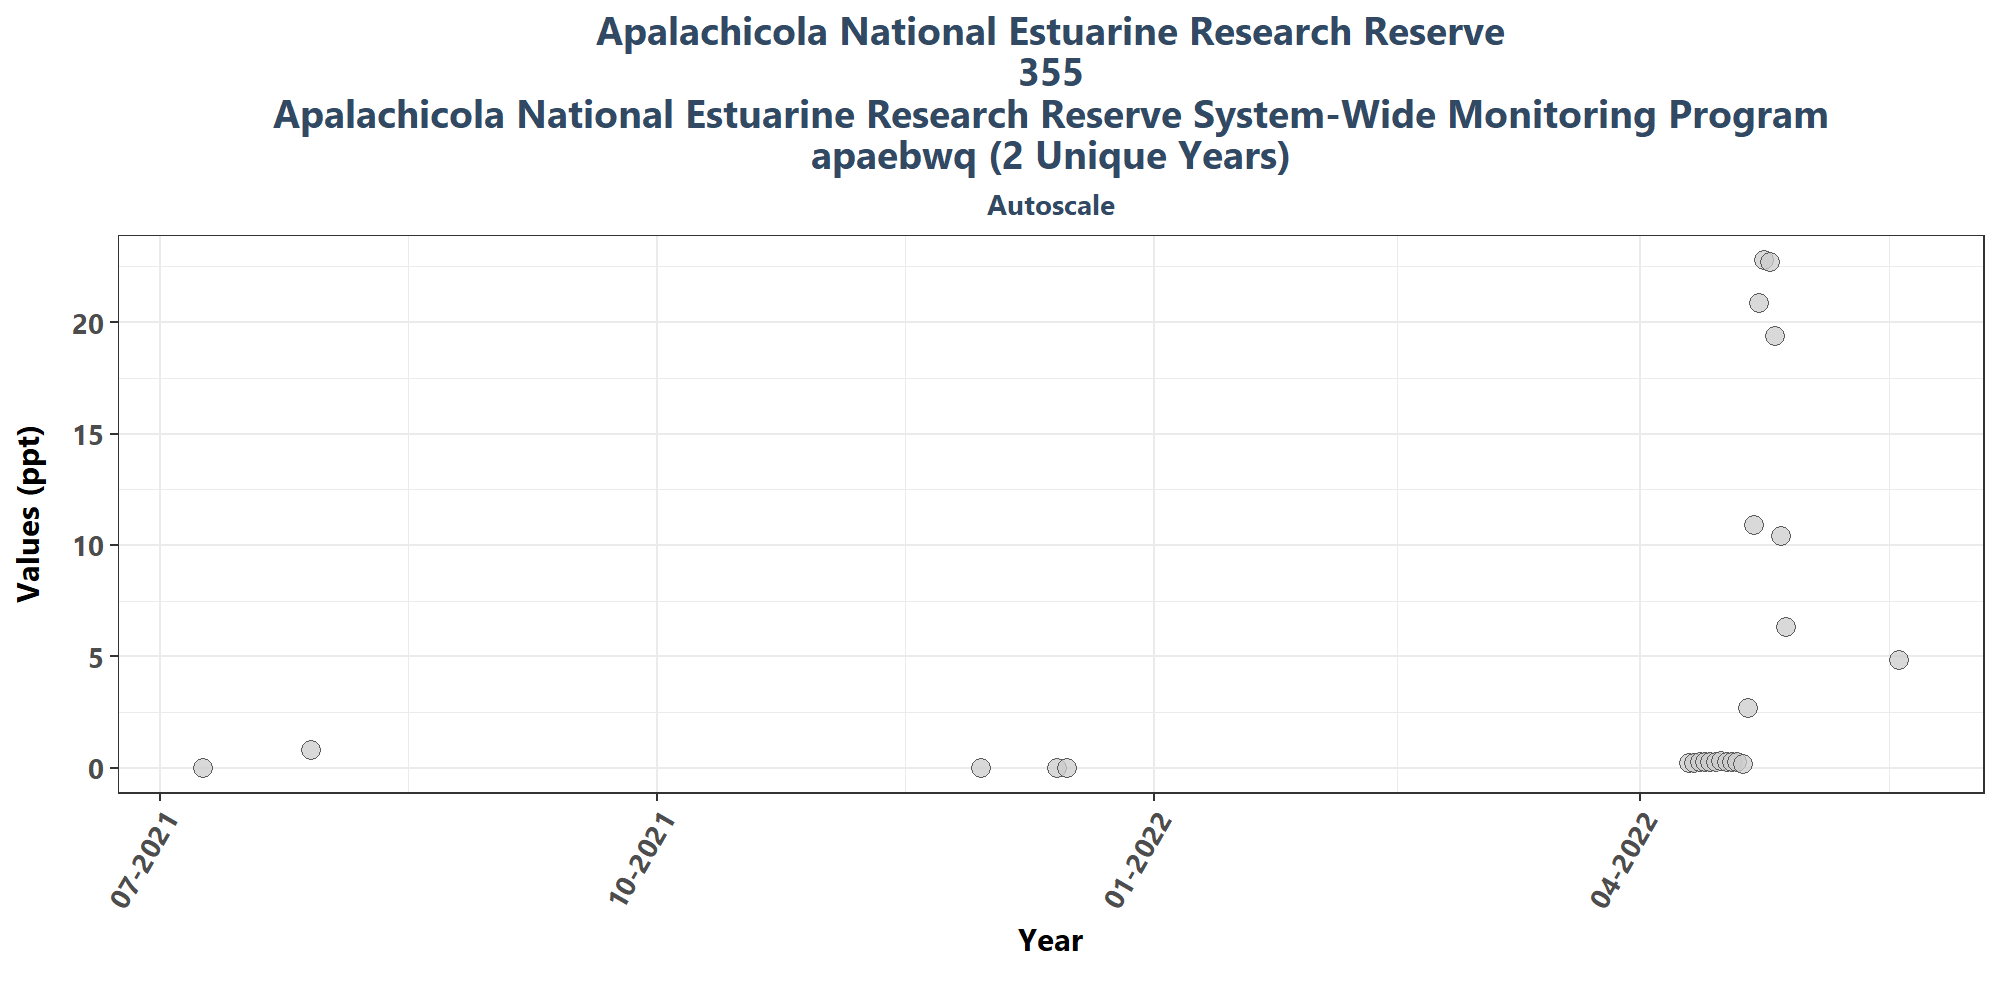 Apalachicola National Estuarine Research Reserve
355
Apalachicola National Estuarine Research Reserve System-Wide Monitoring Program
apaebwq (2 Unique Years)
Autoscale
Values (ppt)
20
15
10
5
0
07-2021
10-2021
01-2022
04-2022
Year